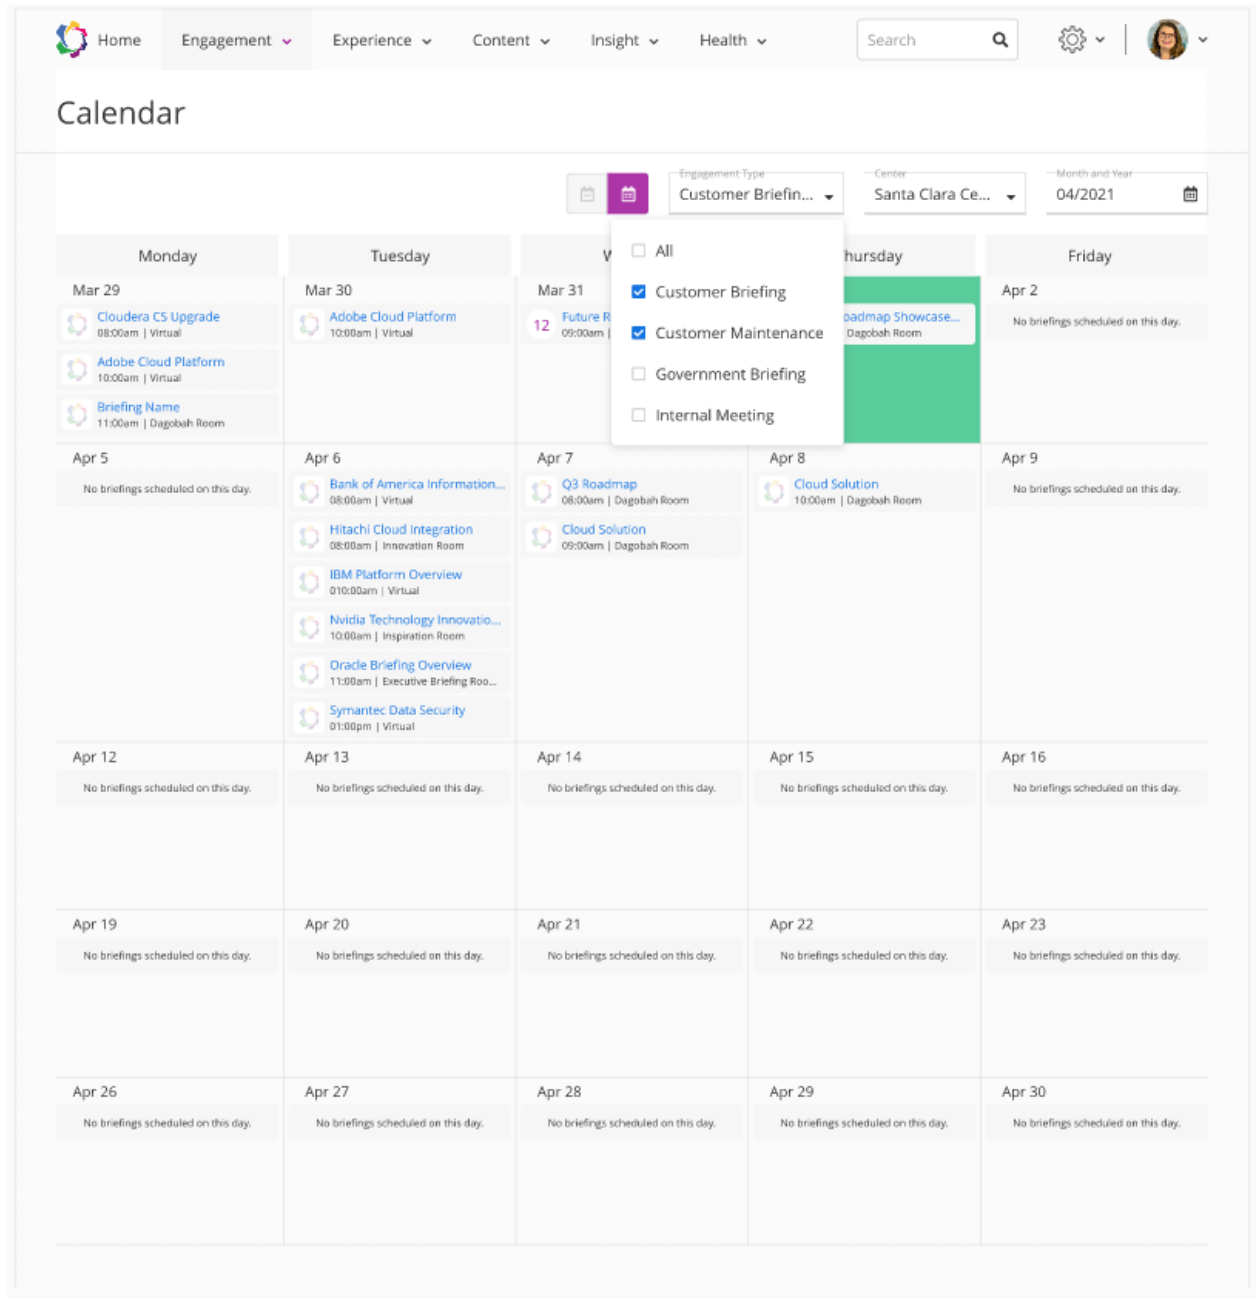 Home Engagement Experience Content Insight Health Search
Calendar
Engagement Type Center Month and Year
Customer Briefin... Santa Clara Ce... 04/2021
All
Customer Briefing
Customer Maintenance
Government Briefing
Internal Meeting
Monday Tuesday W hursday Friday
Mar 29
Cloudera CS Upgrade
08:00am | Virtual
Adobe Cloud Platform
10:00am | Virtual
Briefing Name
11:00am | Dagobah Room
Mar 30
Adobe Cloud Platform
10:00am | Virtual
Mar 31
12 Future R
09:00am |
oadmap Showcase...
Dagobah Room
Apr 2
No briefings scheduled on this day.
Apr 5
No briefings scheduled on this day.
Apr 6
Bank of America Information...
08:00am | Virtual
Hitachi Cloud Integration
08:00am | Innovation Room
IBM Platform Overview
010:00am | Virtual
Nvidia Technology Innovatio...
10:00am | Inspiration Room
Oracle Briefing Overview
11:00am | Executive Briefing Roo...
Symantec Data Security
01:00pm | Virtual
Apr 7
Q3 Roadmap
08:00am | Dagobah Room
Cloud Solution
09:00am | Dagobah Room
Apr 8
Cloud Solution
10:00am | Dagobah Room
Apr 9
No briefings scheduled on this day.
Apr 12
No briefings scheduled on this day.
Apr 13
No briefings scheduled on this day.
Apr 14
No briefings scheduled on this day.
Apr 15
No briefings scheduled on this day.
Apr 16
No briefings scheduled on this day.
Apr 19
No briefings scheduled on this day.
Apr 20
No briefings scheduled on this day.
Apr 21
No briefings scheduled on this day.
Apr 22
No briefings scheduled on this day.
Apr 23
No briefings scheduled on this day.
Apr 26
No briefings scheduled on this day.
Apr 27
No briefings scheduled on this day.
Apr 28
No briefings scheduled on this day.
Apr 29
No briefings scheduled on this day.
Apr 30
No briefings scheduled on this day.